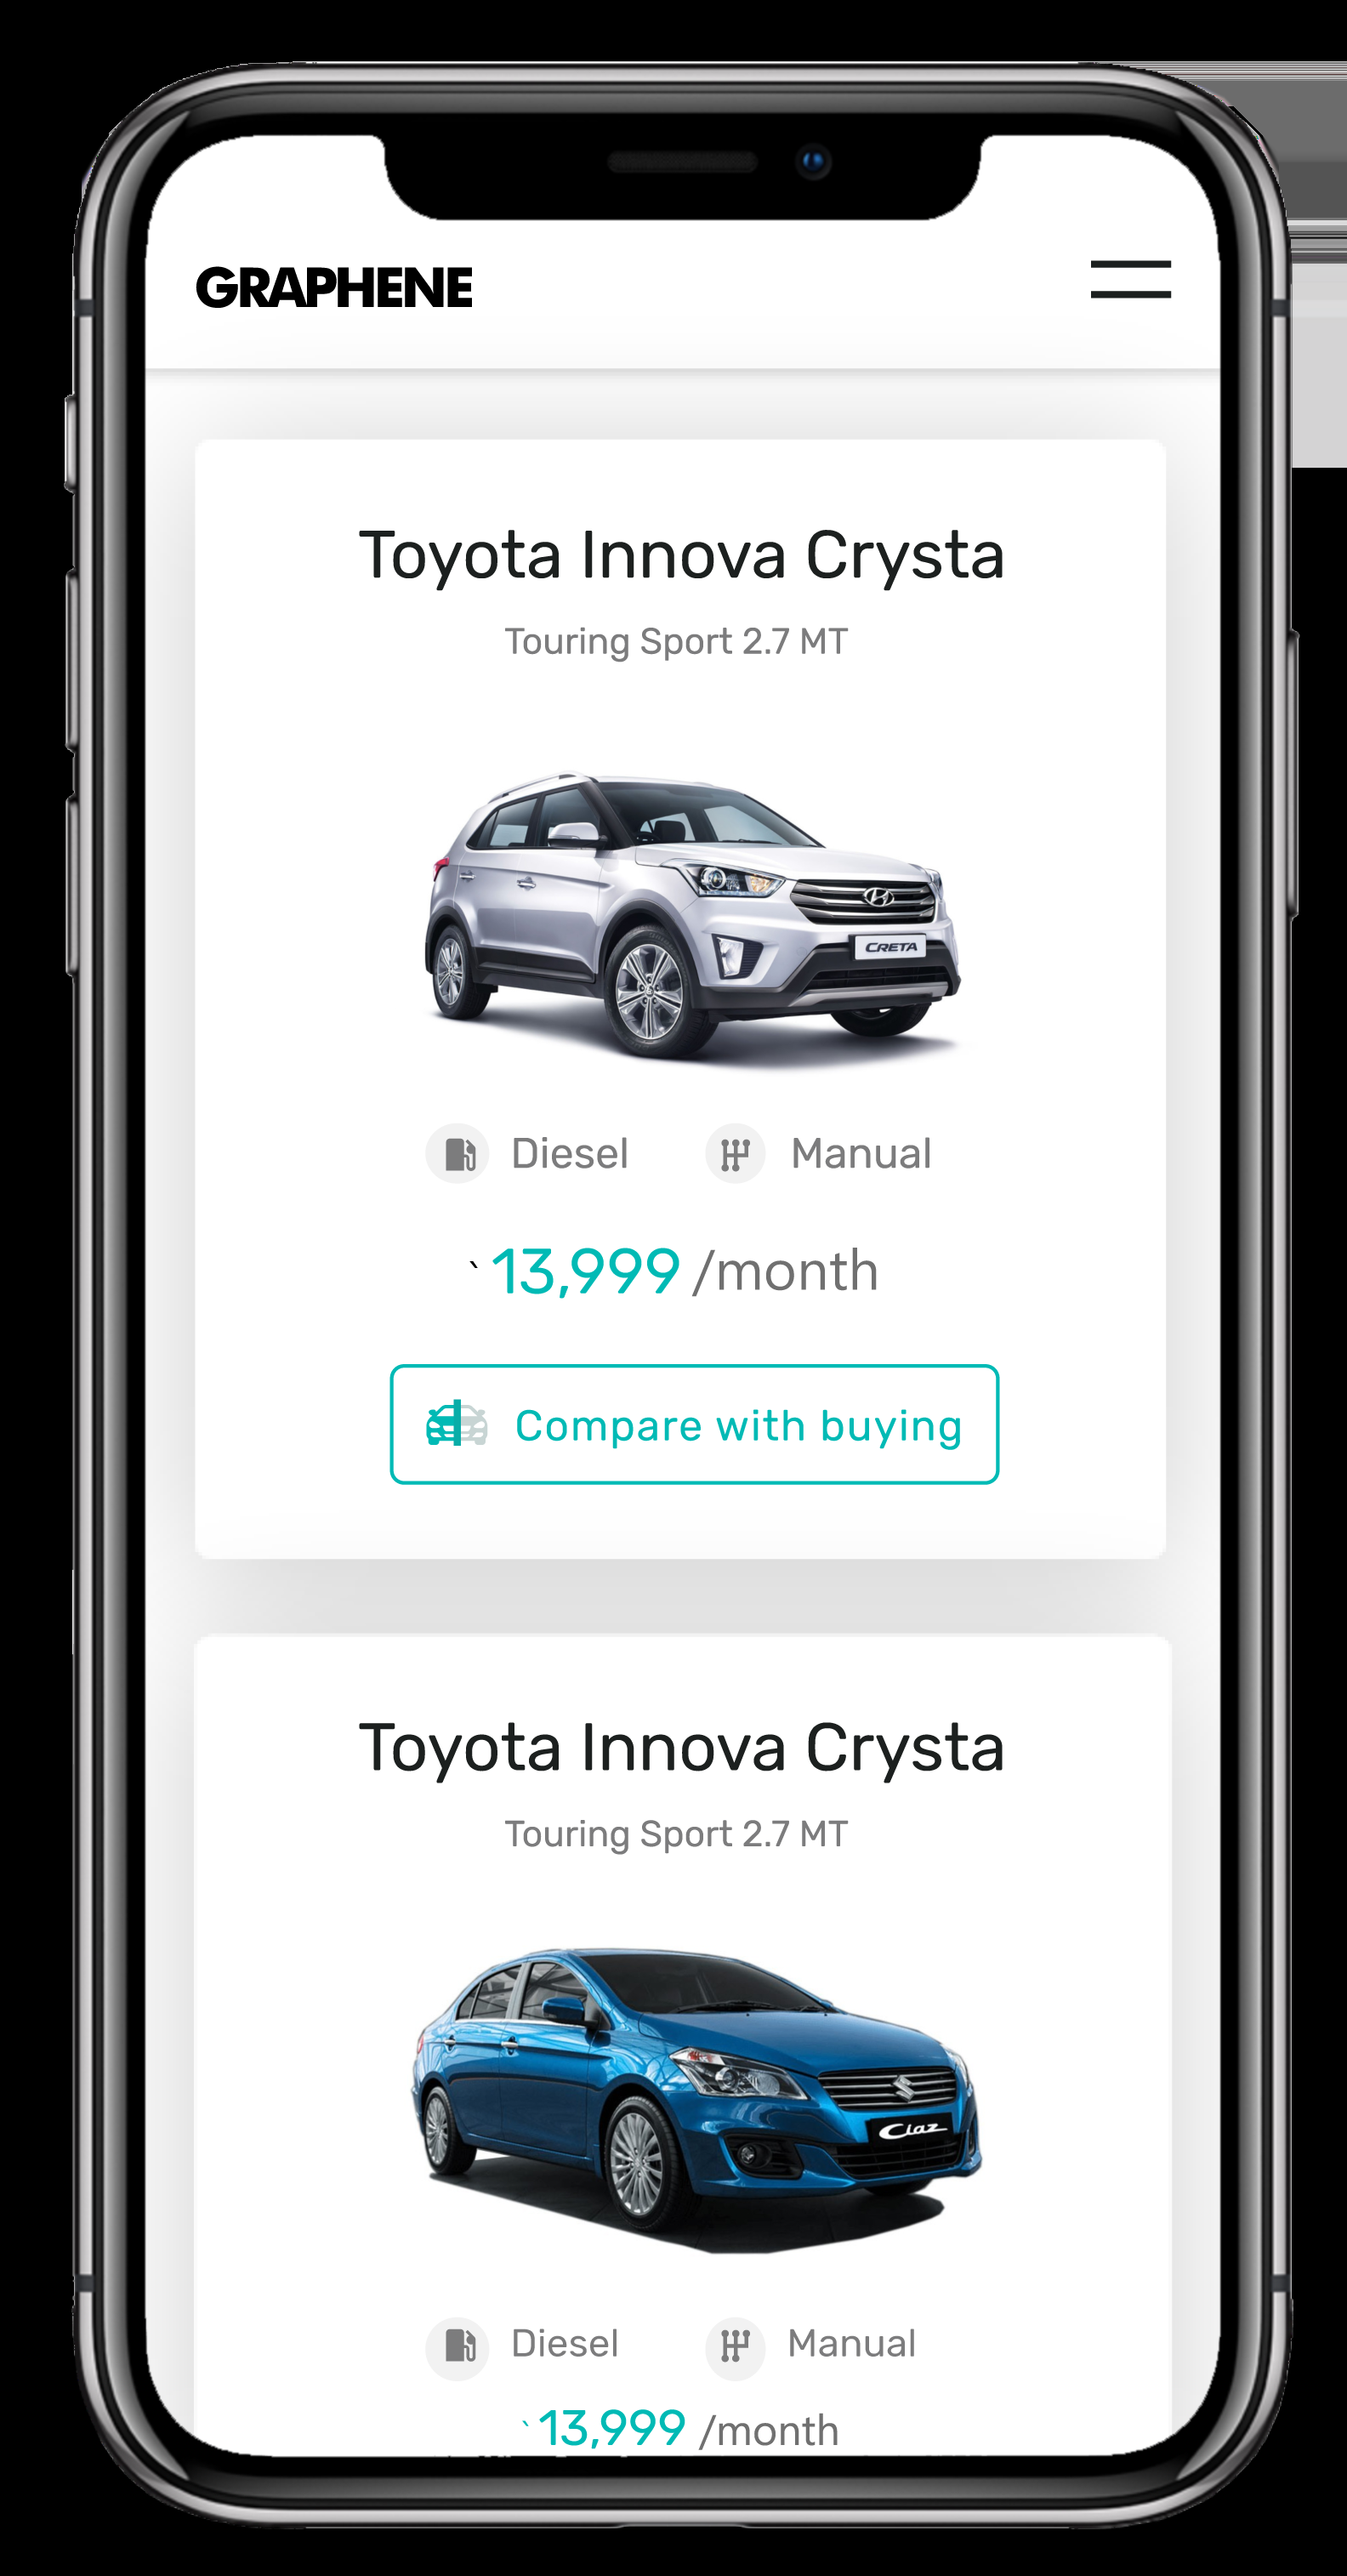 GRAPHENE
Toyota Innova Crysta
Touring Sport 2.7 MT
CRETA
Diesel Manual
` 13,999 /month
Compare with buying
Toyota Innova Crysta
Touring Sport 2.7 MT
Ciaz
Diesel Manual
` 13,999 /month